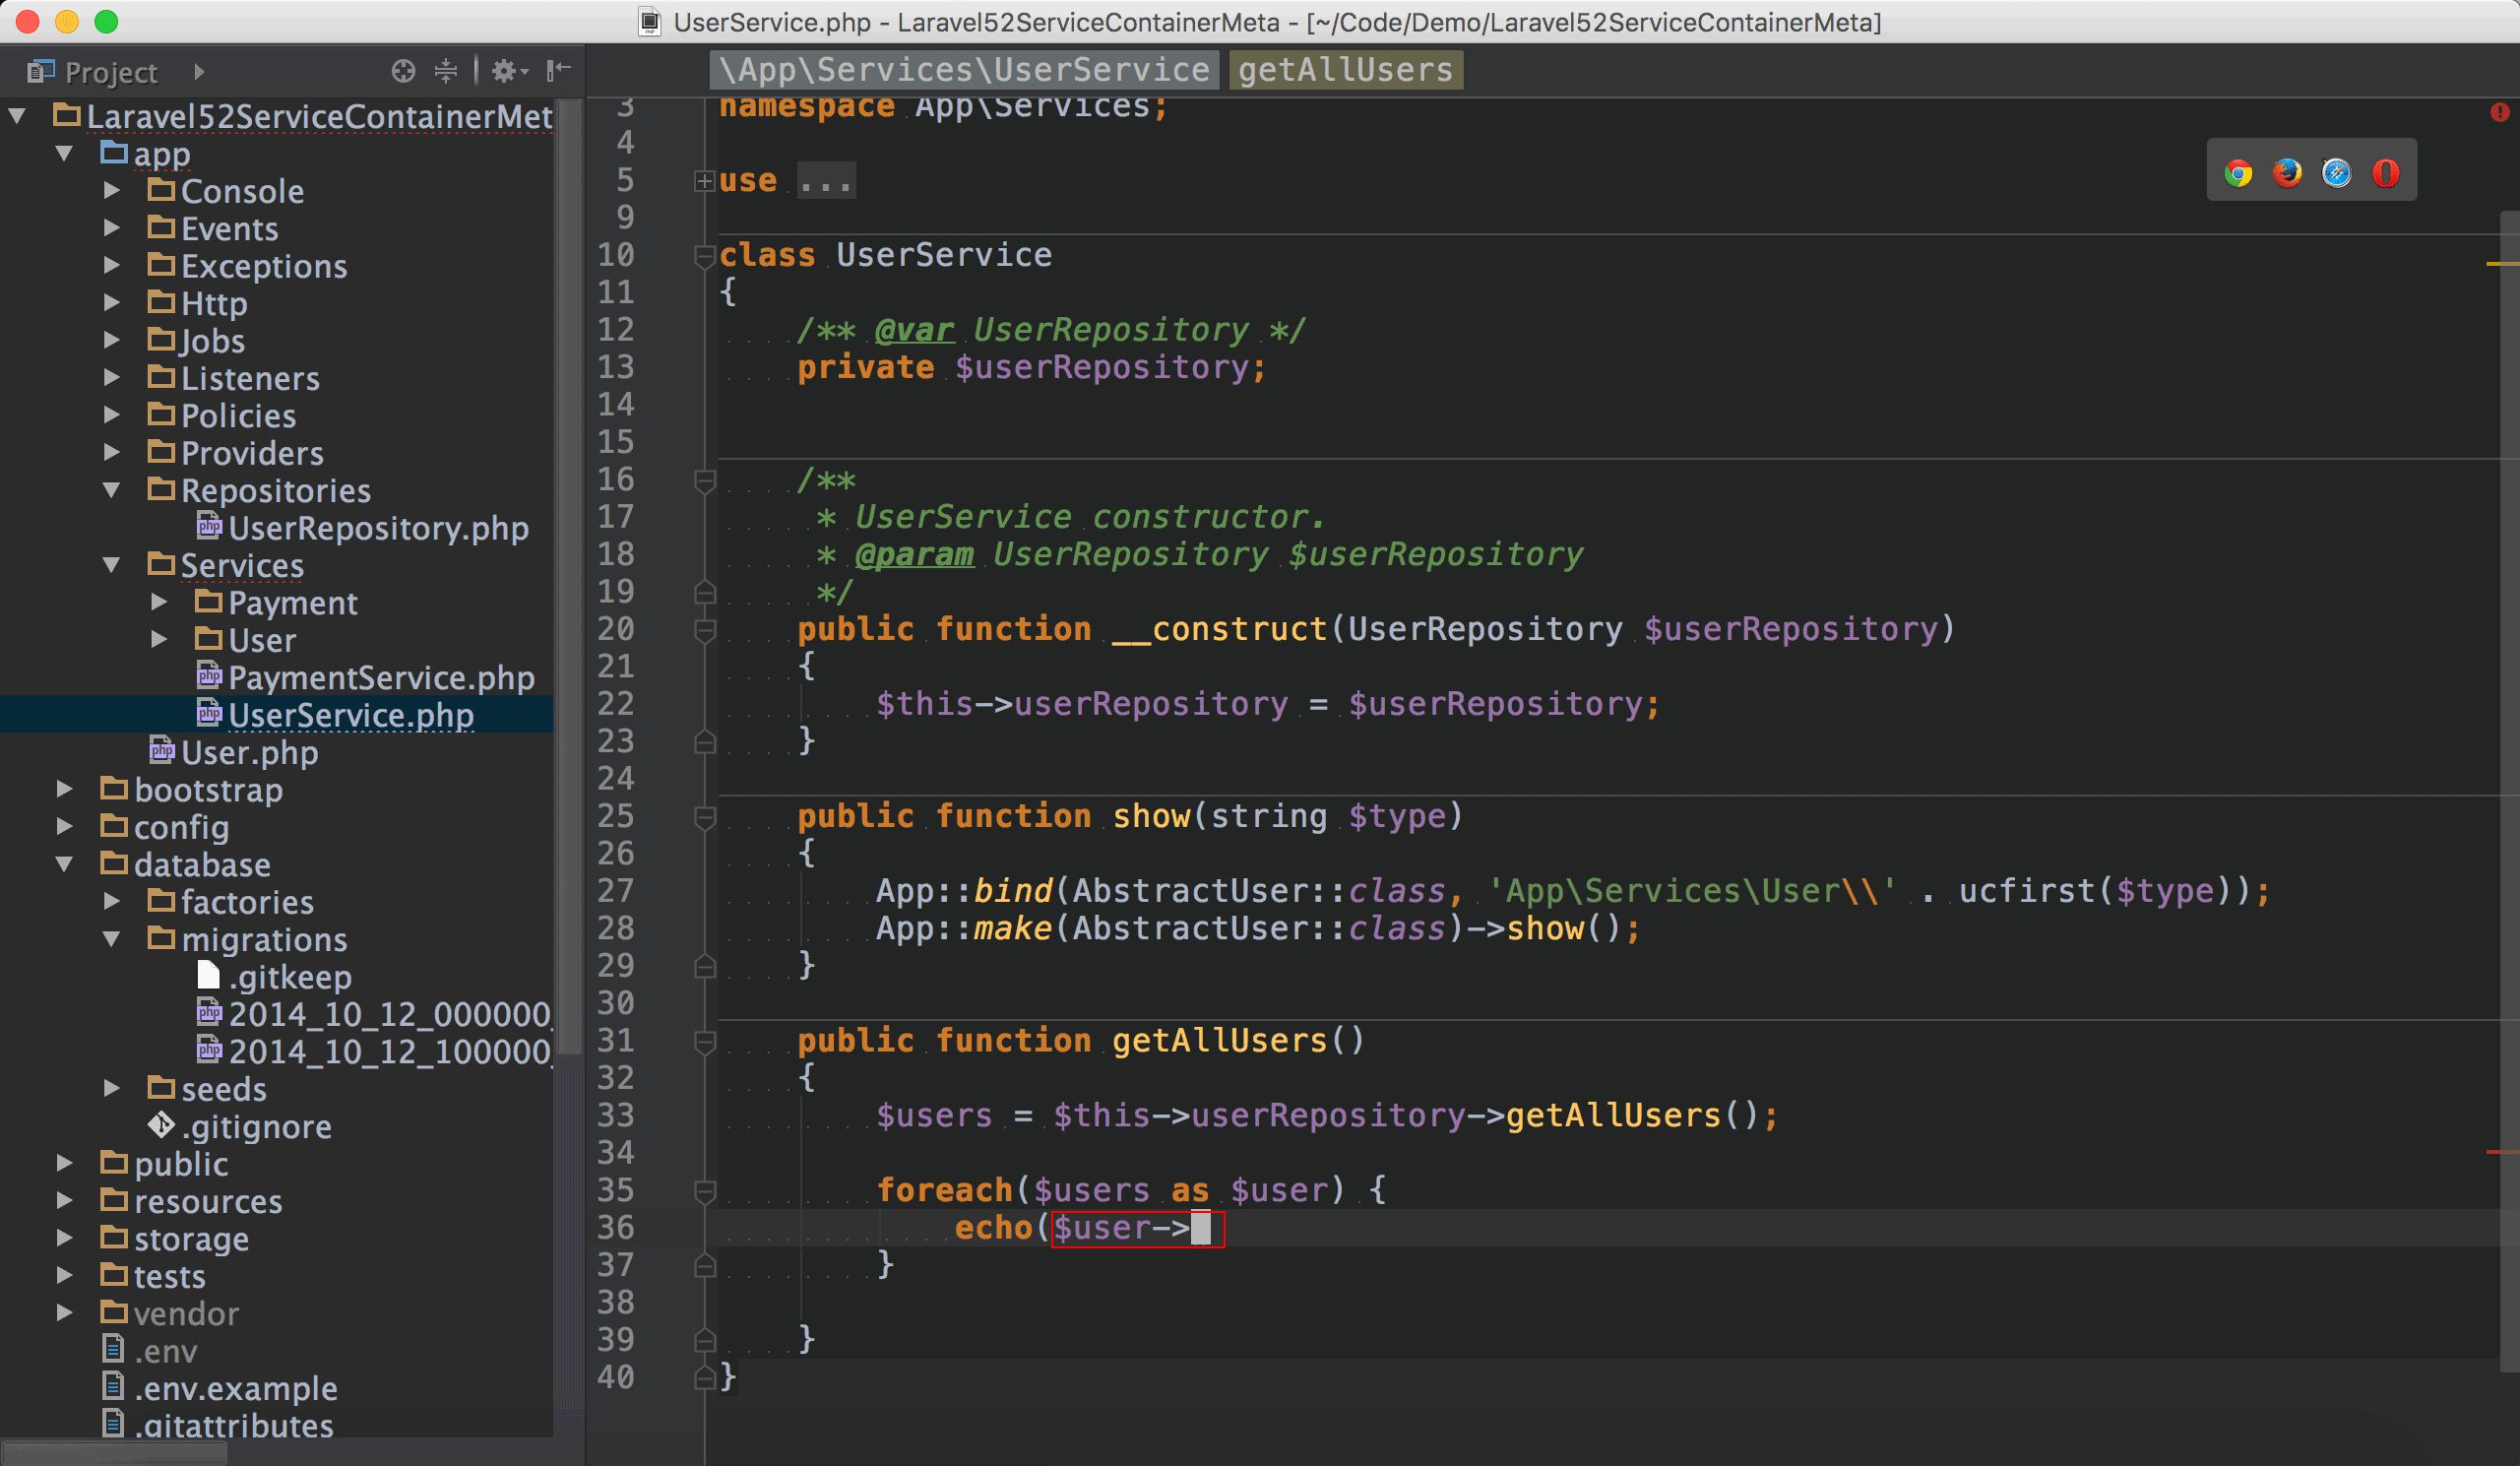 UserService.php - Laravel52ServiceContainerMeta - [~/Code/Demo/Laravel52ServiceContainerMeta]
Project
Laravel52ServiceContainerMet
app
Console
Events
Exceptions
Http
Jobs
Listeners
Policies
Providers
Repositories
UserRepository.php
Services
Payment
User
PaymentService.php
UserService.php
User.php
bootstrap
config
database
factories
migrations
.gitkeep
2014_10_12_000000_
2014_10_12_100000_
seeds
.gitignore
public
resources
storage
tests
vendor
.env
.env.example
.gitattributes
\App\Services\UserService getAllUsers
3 namespace App\Services;
4
5 use ...
9
10 class UserService
11 {
12 /** @var UserRepository */
13 private $userRepository;
14
15
16 /**
17 * UserService constructor.
18 * @param UserRepository $userRepository
19 */
20 public function __construct(UserRepository $userRepository)
21 {
22 $this->userRepository = $userRepository;
23 }
24
25 public function show(string $type)
26 {
27 App::bind(AbstractUser::class, 'App\Services\User\\' . ucfirst($type));
28 App::make(AbstractUser::class)->show();
29 }
30
31 public function getAllUsers()
32 {
33 $users = $this->userRepository->getAllUsers();
34
35 foreach($users as $user) {
36 echo($user->
37 }
38
39 }
40 }